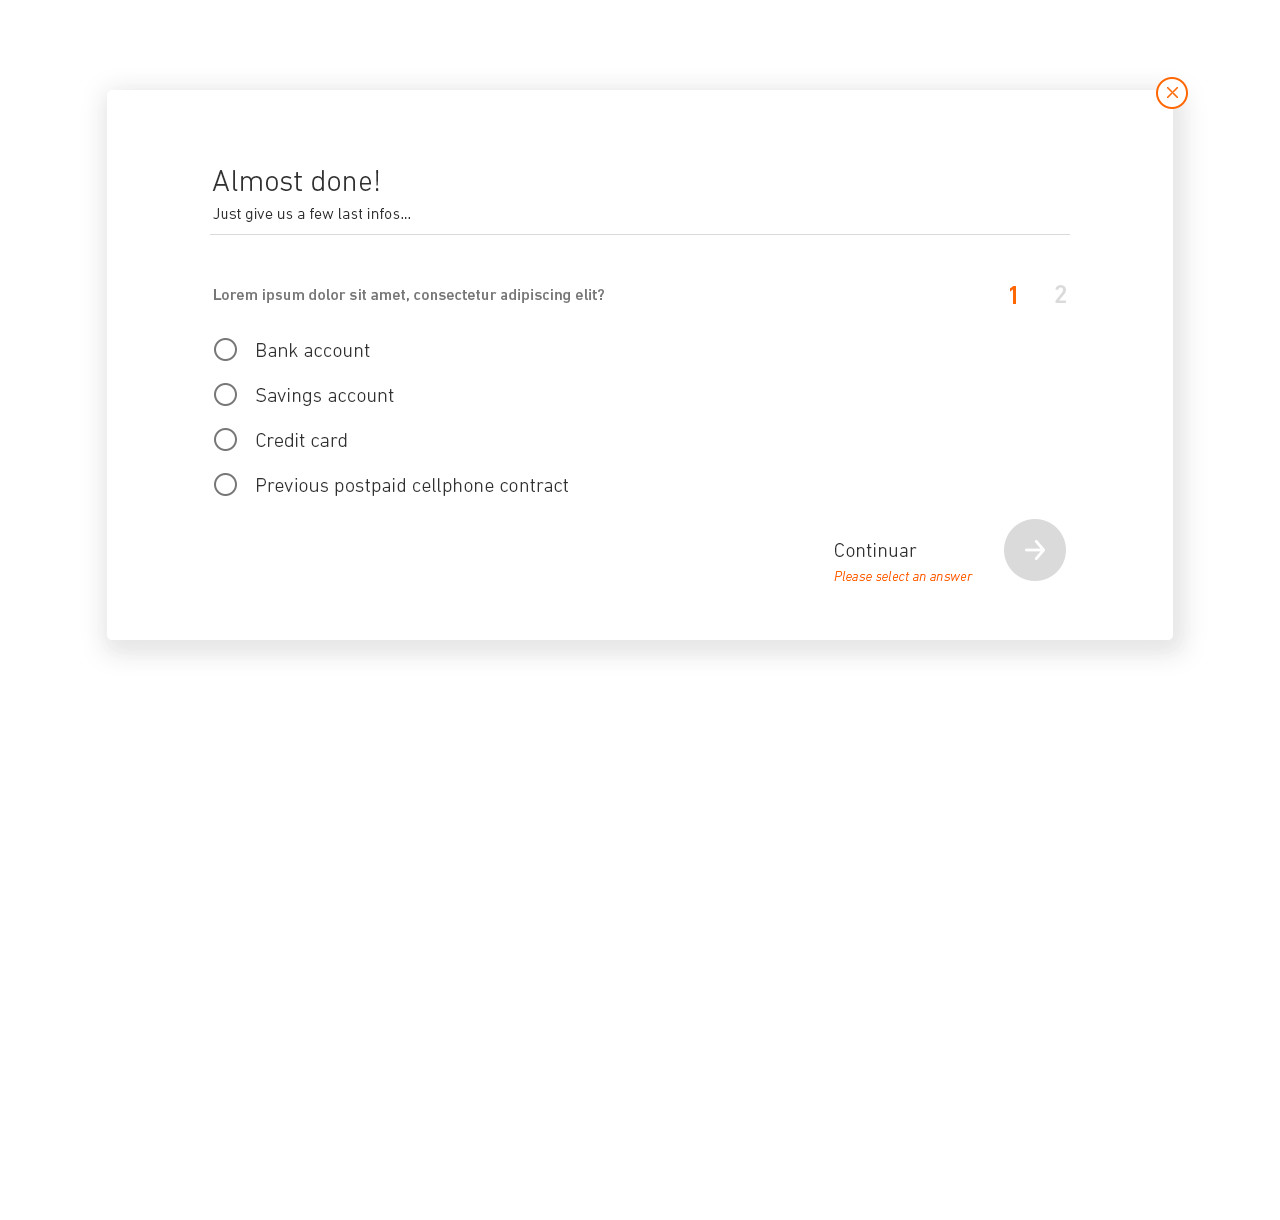 Almost done!
Just give us a few last infos...
Lorem ipsum dolor sit amet, consectetur adipiscing elit?
1 2
Bank account
Savings account
Credit card
Previous postpaid cellphone contract
Continuar
Please select an answer